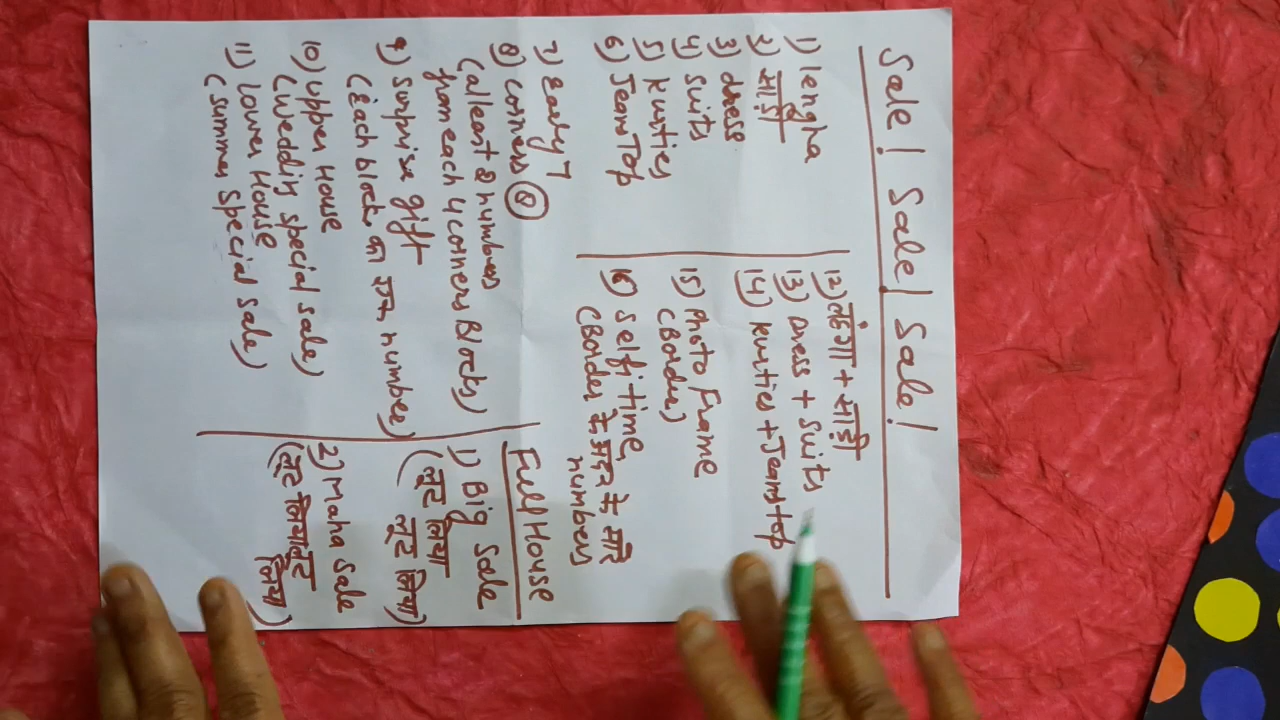 Sale! Sale! Sale!
1) lengha
2) साड़ी
3) dress
4) Suits
5) Kurties
6) Jeans Top
7) Early 7
8) Corners 8
(atleast 2 numbers
from each 4 corners Blocks)
9) Surprise gift
(Each block का एक number)
10) upper House
(Wedding special sale)
11) Lower House
(Summer special sale)
12) लहंगा + साड़ी
13) Dress + Suits
14) Kurties + Jeans top
15) Photo Frame
(Border)
16) Selfi time
(Border के अन्दर के सारे
numbers
Full House
1) Big Sale
(लूट लिया
लूट लिया)
2) Maha Sale
(लूट लिया लूट
लिया)